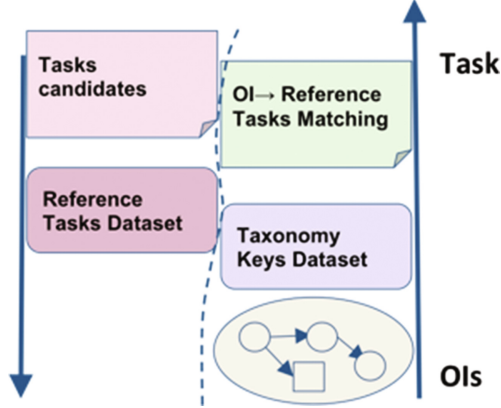 Tasks
candidates
Reference
Tasks Dataset
OI→ Reference
Tasks Matching
Taxonomy
Keys Dataset
Task
OIs